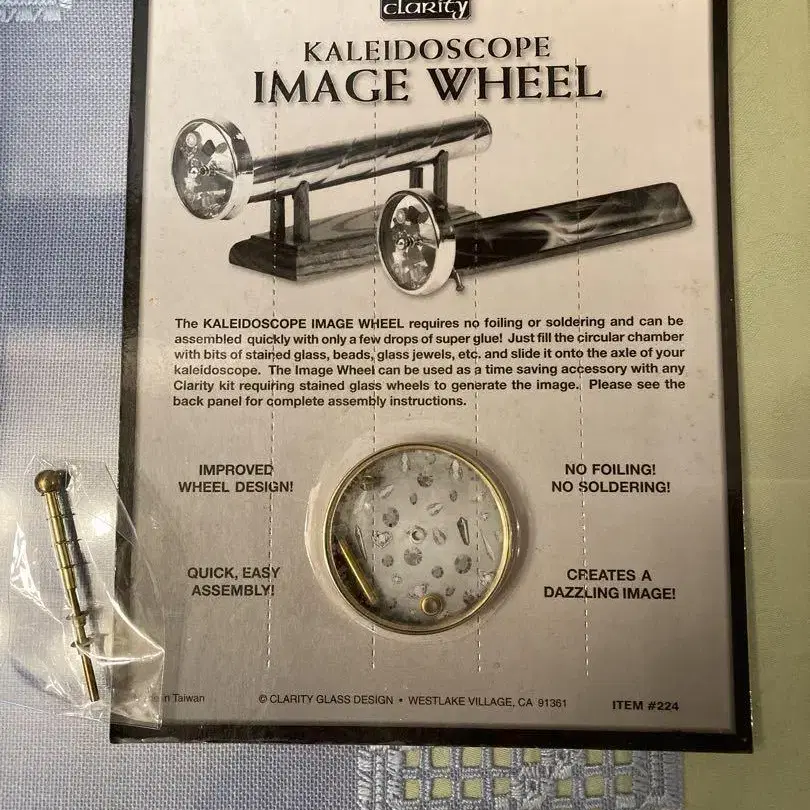 clarity
KALEIDOSCOPE
IMAGE WHEEL
The KALEIDOSCOPE IMAGE WHEEL requires no foiling or soldering and can be
assembled quickly with only a few drops of super glue! Just fill the circular chamber
with bits of stained glass, beads, glass jewels, etc. and slide it onto the axle of your
kaleidoscope. The Image Wheel can be used as a time saving accessory with any
Clarity kit requiring stained glass wheels to generate the image. Please see the
back panel for complete assembly instructions.
IMPROVED
WHEEL DESIGN!
NO FOILING!
NO SOLDERING!
QUICK, EASY
ASSEMBLY!
CREATES A
DAZZLING IMAGE!
in Taiwan
© CLARITY GLASS DESIGN • WESTLAKE VILLAGE, CA 91361
ITEM #224